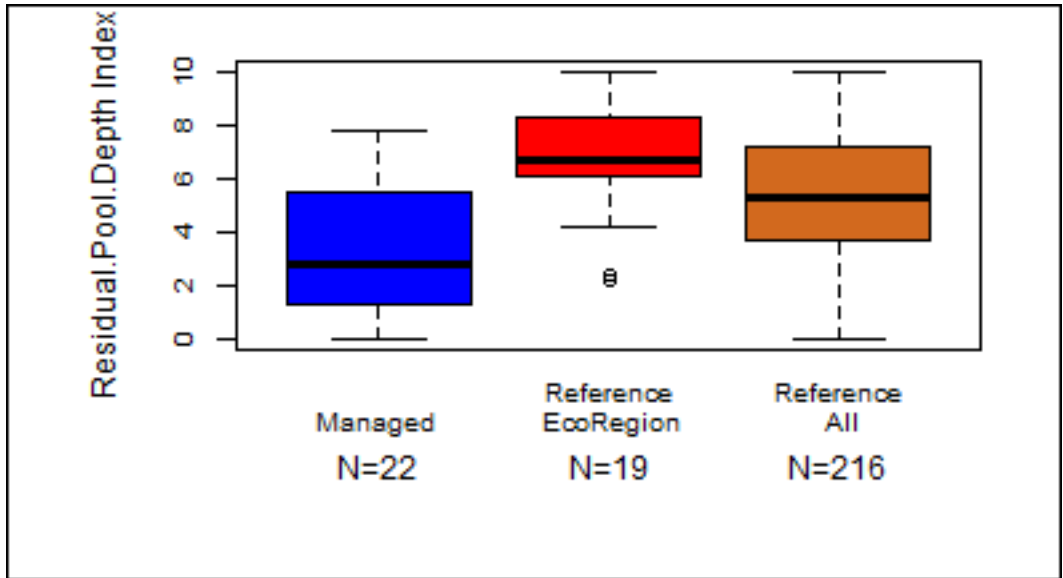 Residual.Pool.Depth Index
10
8
6
4
2
0
Reference Reference
Managed EcoRegion All
N=22 N=19 N=216